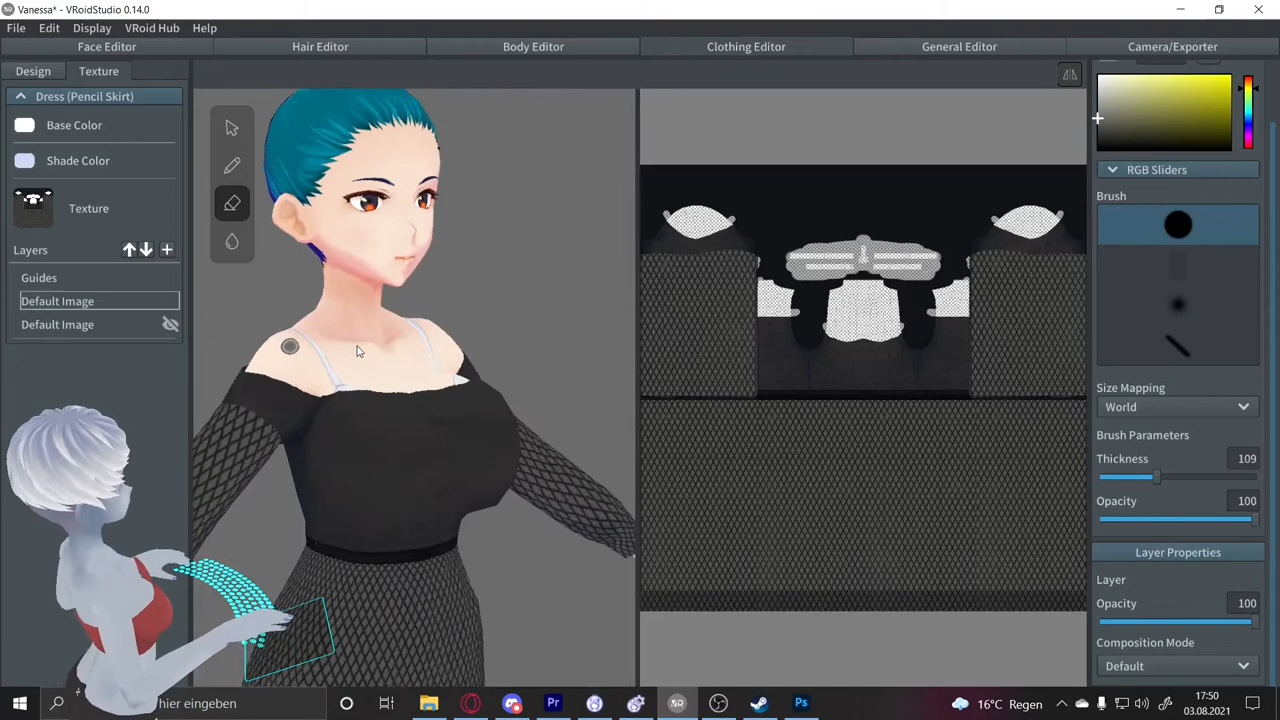 Vanessa* - VRoidStudio 0.14.0
File Edit Display VRoid Hub Help
Face Editor Hair Editor Body Editor Clothing Editor General Editor Camera/Exporter
Design Texture
Dress (Pencil Skirt)
Base Color
Shade Color
Texture
Layers
Guides
Default Image
Default Image
RGB Sliders
Brush
Size Mapping
World
Brush Parameters
Thickness 109
Opacity 100
Layer Properties
Layer
Opacity 100
Composition Mode
Default
hier eingeben
Pr
Ps
16°C Regen
17:50
03.08.2021